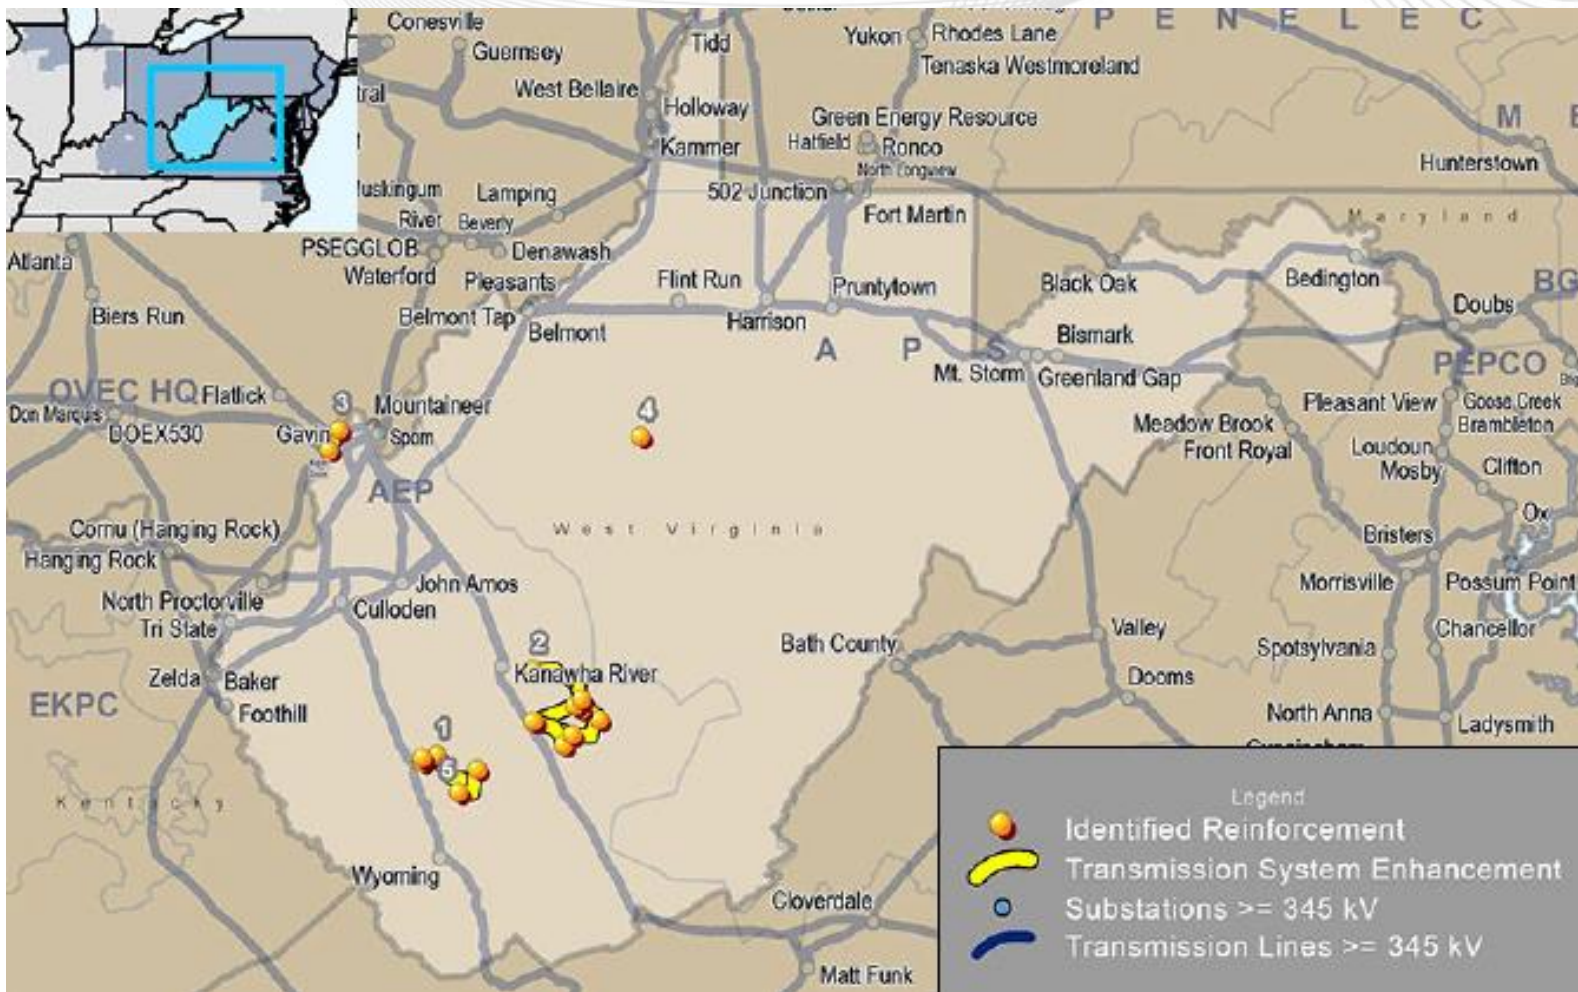 P E N E L E C
Conesville
Guernsey
Tidd
Yukon
Rhodes Lane
Tenaska Westmoreland
West Bellaire
Holloway
Kammer
Green Energy Resource
Hatfield
Ronco
North Longview
M
Hunterstown
502 Junction
Fort Martin
Maryland
Muskingum
River
Lamping
Beverly
PSEGGLOB
Waterford
Denawash
Pleasants
Atlanta
Biers Run
Belmont Tap
Belmont
Flint Run
Harrison
Pruntytown
Black Oak
Bedington
Doubs
BG
A P S
Bismark
Mt. Storm
Greenland Gap
PEPCO
OVEC HQ
Flatlick
Don Marquis
DOEX530
3
Mountaineer
Gavin
Sporn
4
Meadow Brook
Front Royal
Pleasant View
Goose Creek
Brambleton
Loudoun
Mosby
Clifton
Ox
AEP
West Virginia
Cornu (Hanging Rock)
Hanging Rock
Bristers
Morrisville
Possum Point
John Amos
Culloden
North Proctorville
Tri State
2
Kanawha River
Bath County
Valley
Chancellor
Spotsylvania
Zelda
Baker
Foothill
EKPC
Dooms
North Anna
Ladysmith
1
5
Kentucky
Wyoming
Cloverdale
Matt Funk
Legend
Identified Reinforcement
Transmission System Enhancement
Substations >= 345 kV
Transmission Lines >= 345 kV